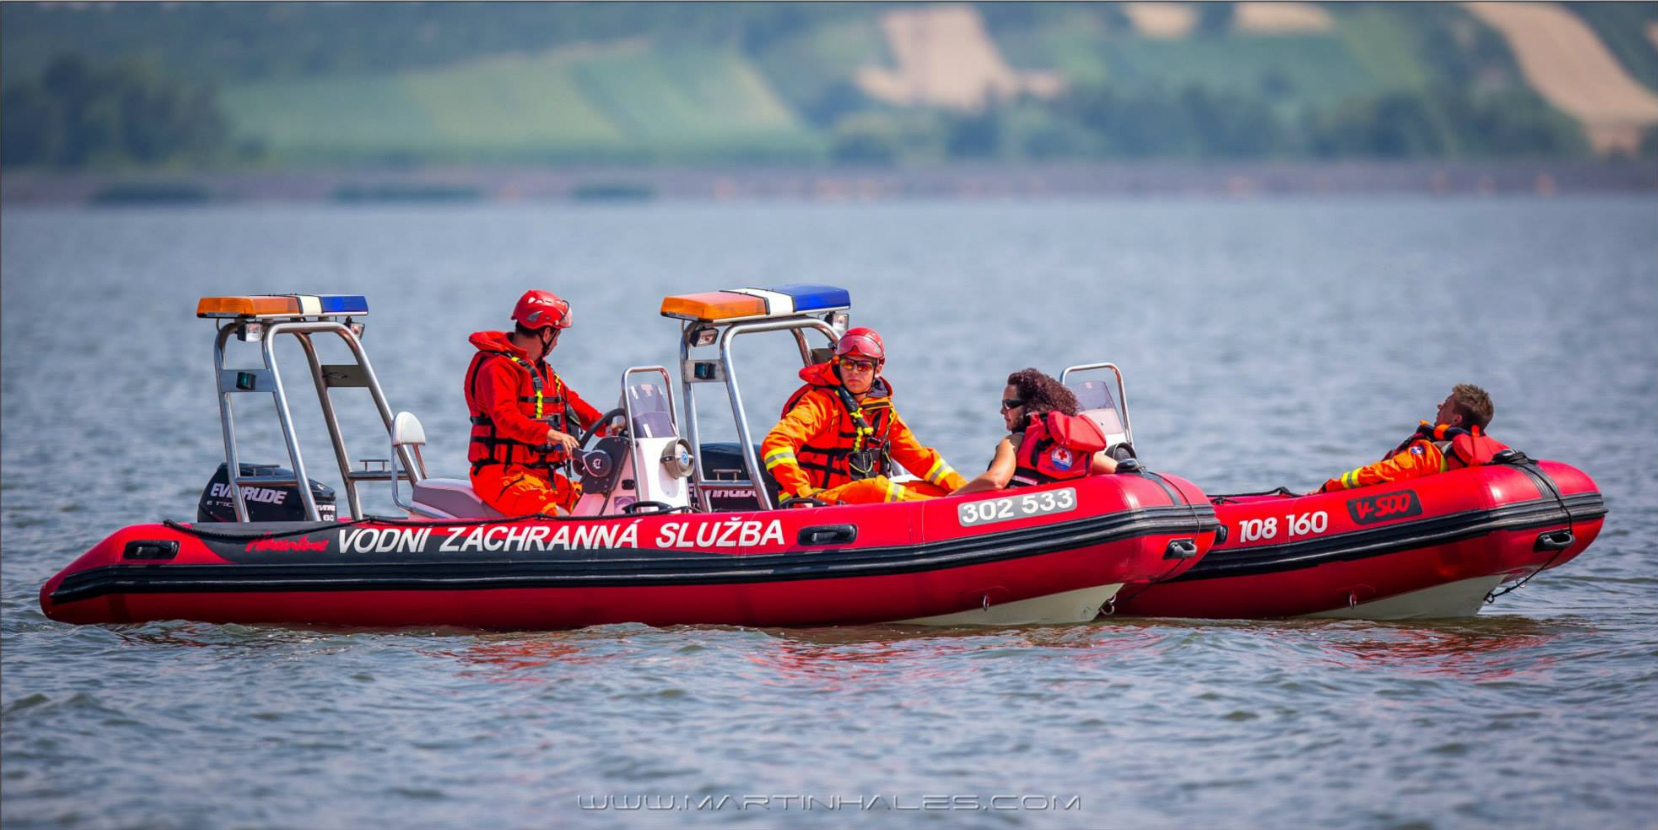 EVINRUDE
VODNÍ ZÁCHRANNÁ SLUŽBA
302 533
108 160
V-500
WWW.MARTINHALES.COM